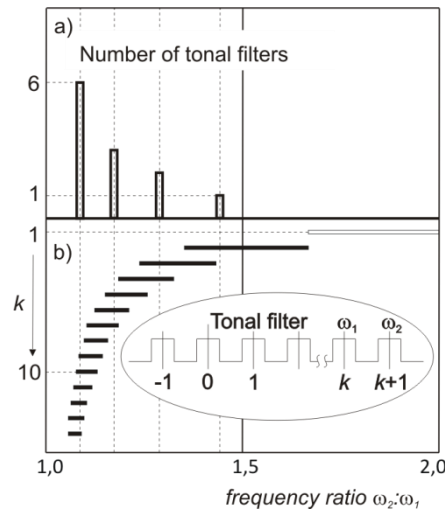 a)
Number of tonal filters
6
1
1
b)
k
10
Tonal filter ω₁ ω₂
-1 0 1 k k+1
1,0 1,5 2,0
frequency ratio ω₂:ω₁